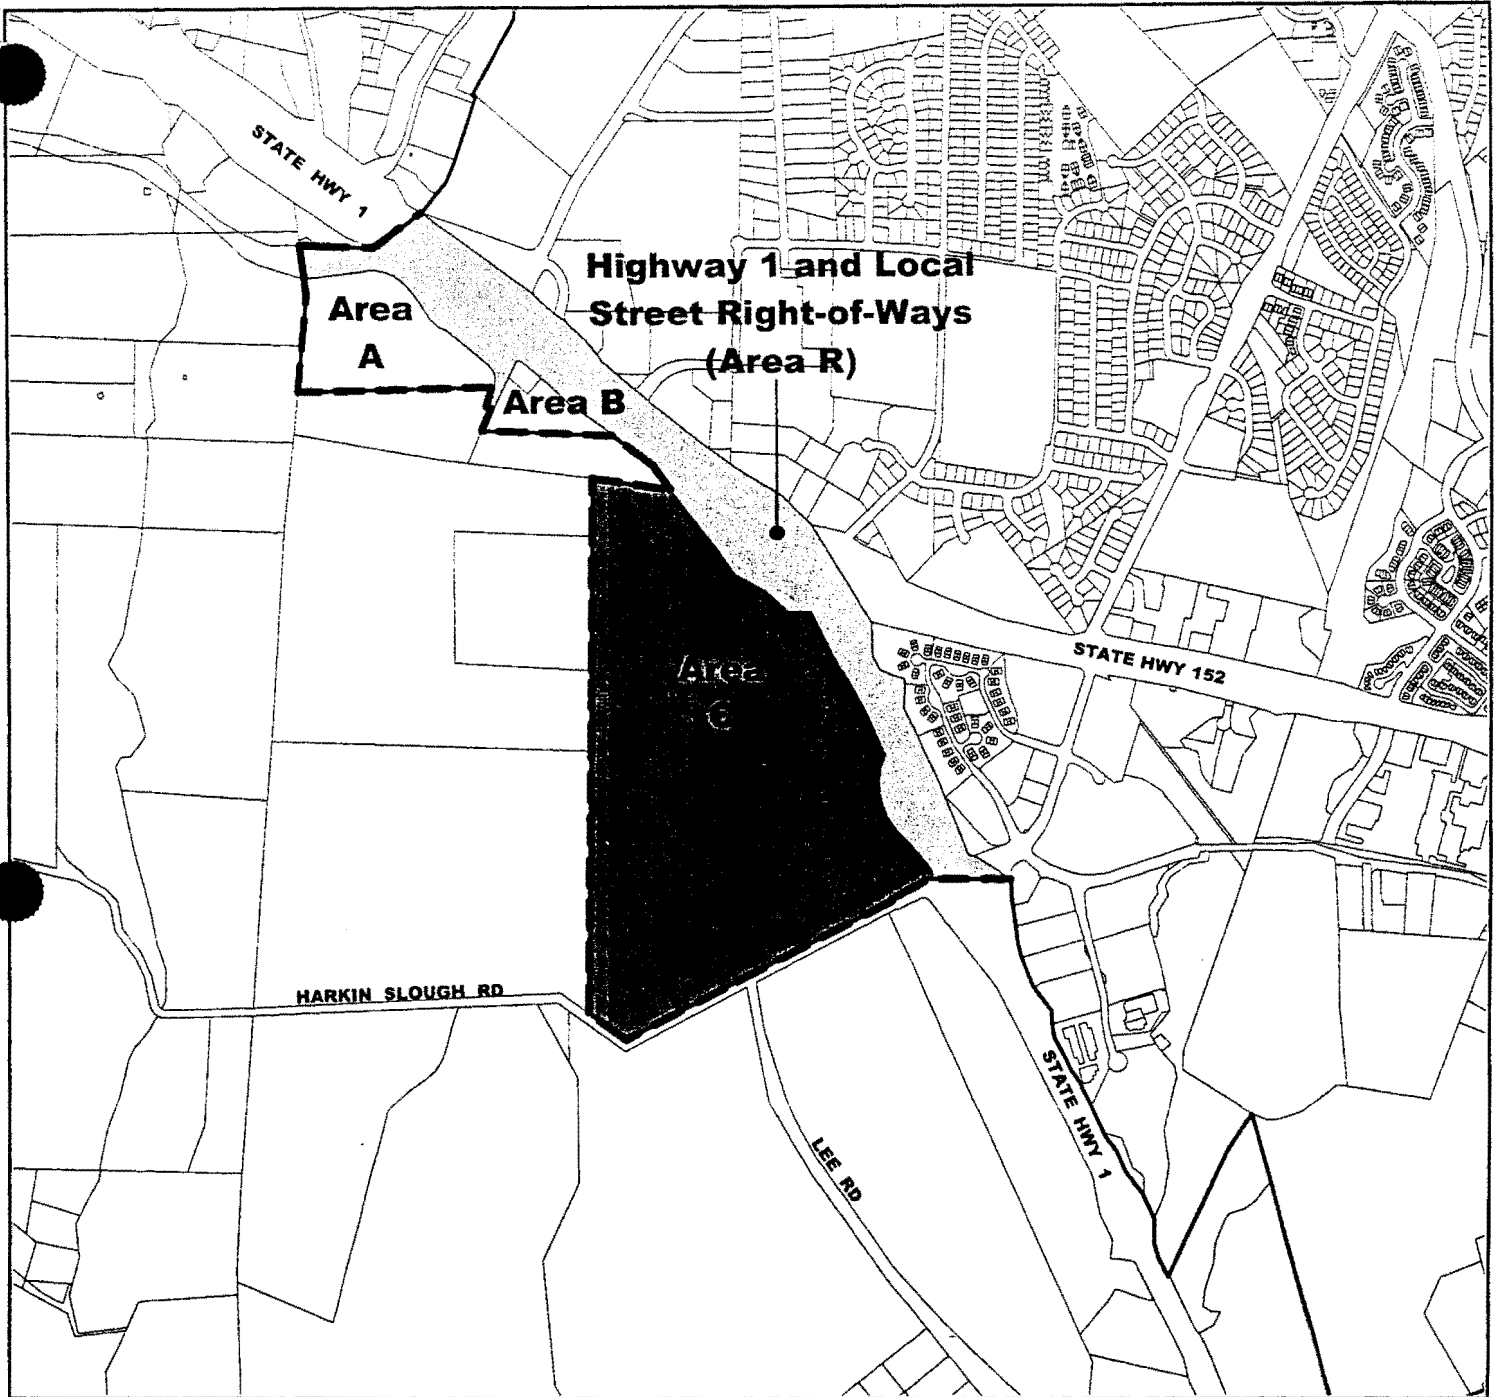 STATE HWY 1
Highway 1 and Local
Street Right-of-Ways
(Area R)
Area
A
Area B
Area
C
STATE HWY 152
HARKIN SLOUGH RD
STATE HWY 1
LEE RD